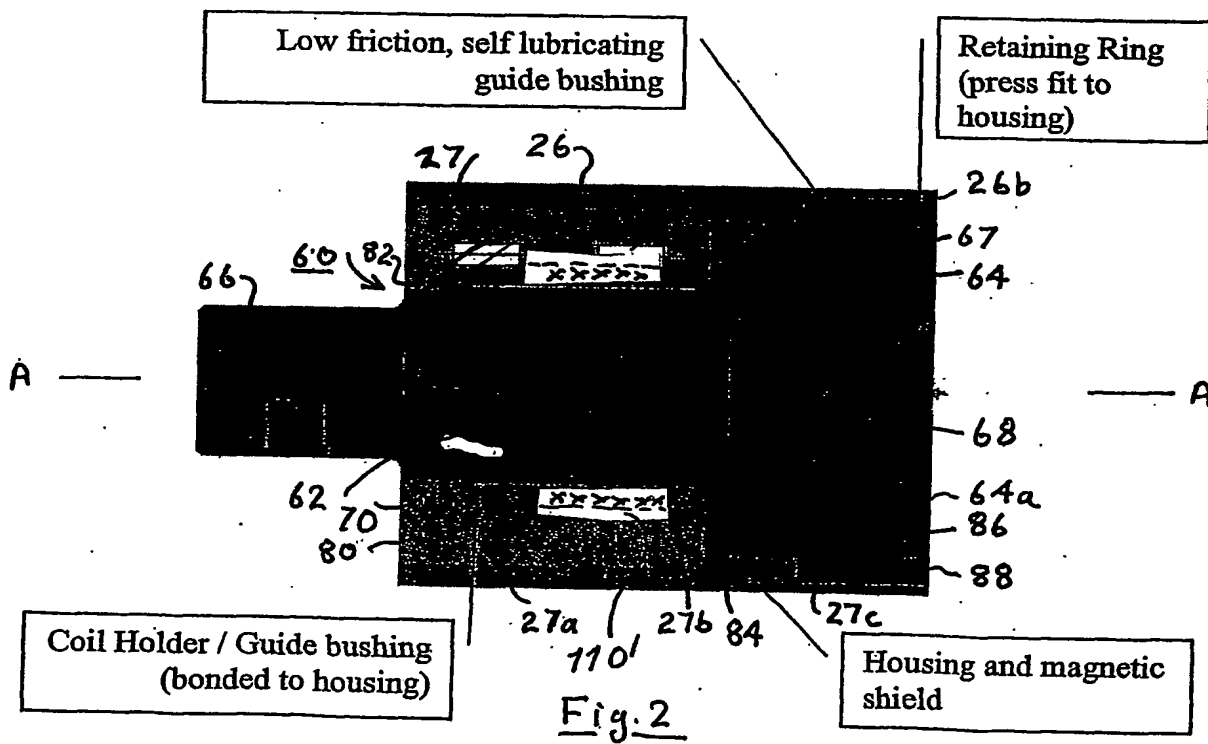 Low friction, self lubricating
guide bushing
Retaining Ring
(press fit to
housing)
27
26
26b
67
60
82
64
66
A
A
68
62
64a
70
86
80
88
27a
110'
27b
84
27c
Coil Holder / Guide bushing
(bonded to housing)
Housing and magnetic
shield
Fig. 2